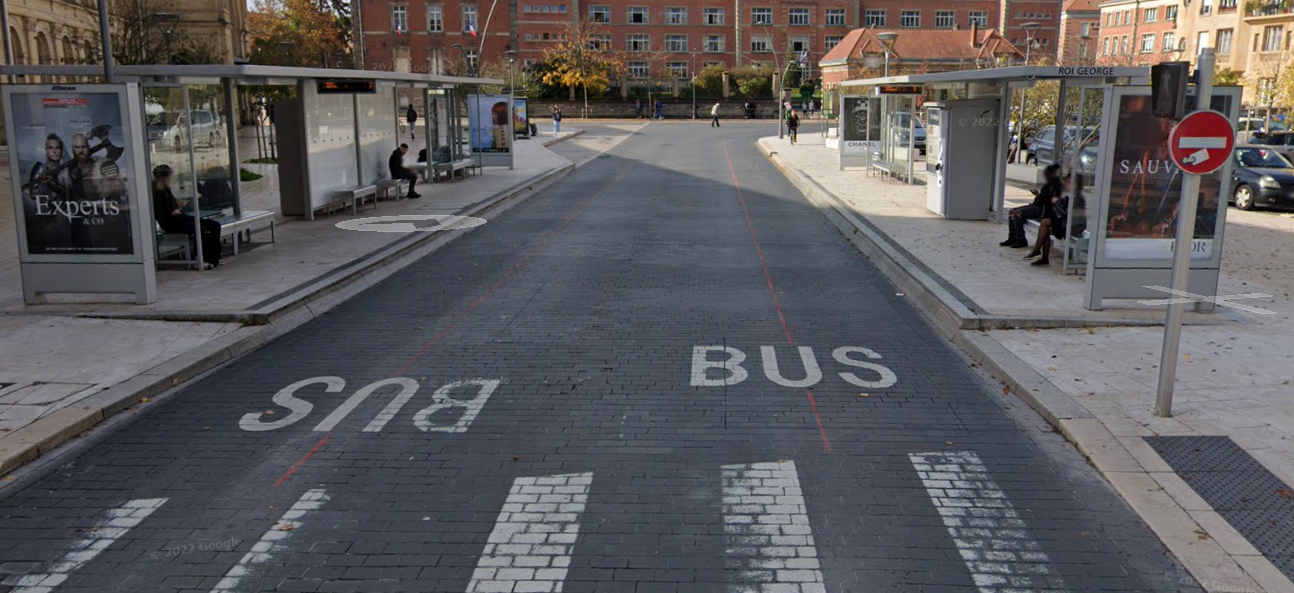 ROI GEORGE
Experts
& CO
CHANEL
SAUV
DIOR
BUS
BUS
© 2022 Google
© 2022 Google